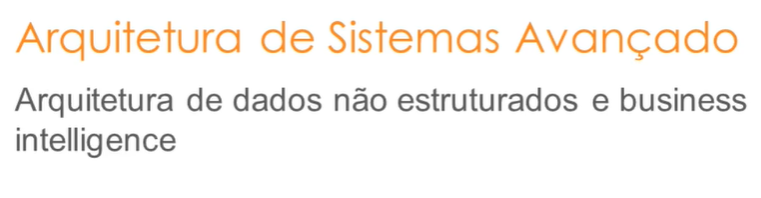 Arquitetura de Sistemas Avançado
Arquitetura de dados não estruturados e business
intelligence